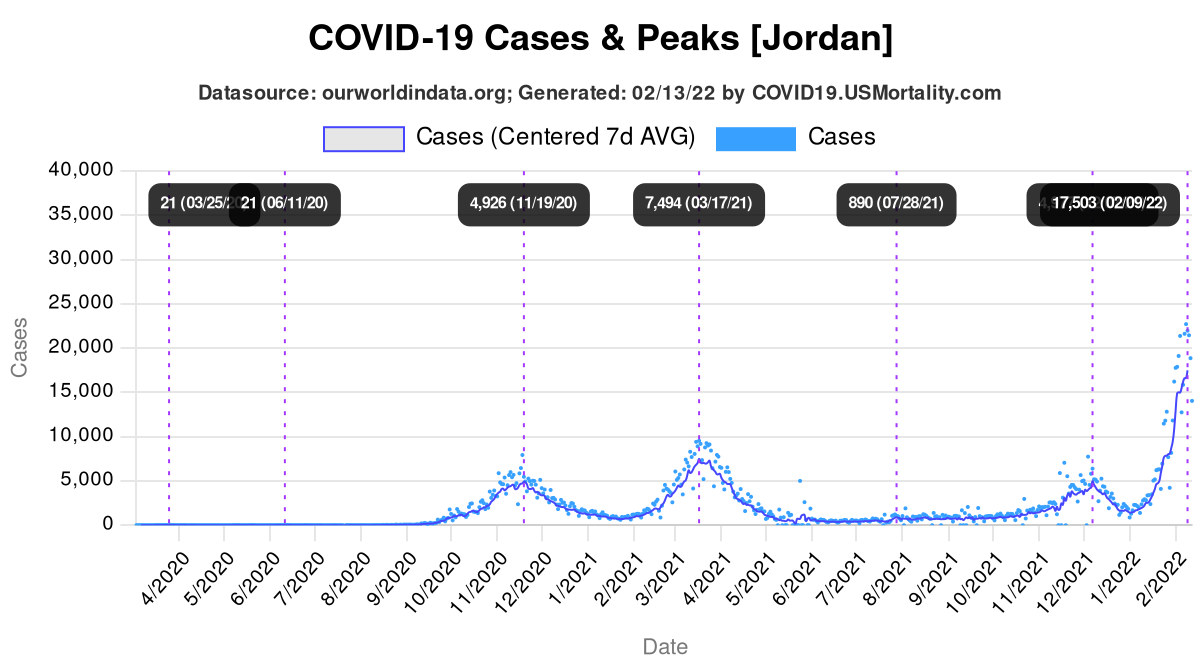 COVID-19 Cases & Peaks [Jordan]
Datasource: ourworldindata.org; Generated: 02/13/22 by COVID19.USMortality.com
Cases (Centered 7d AVG) Cases
40,000
21 (03/25/ 21 (06/11/20) 4,926 (11/19/20) 7,494 (03/17/21) 890 (07/28/21) 17,503 (02/09/22)
35,000
30,000
25,000
20,000
15,000
10,000
5,000
0
Cases
4/2020 5/2020 6/2020 7/2020 8/2020 9/2020 10/2020 11/2020 12/2020 1/2021 2/2021 3/2021 4/2021 5/2021 6/2021 7/2021 8/2021 9/2021 10/2021 11/2021 12/2021 1/2022 2/2022
Date